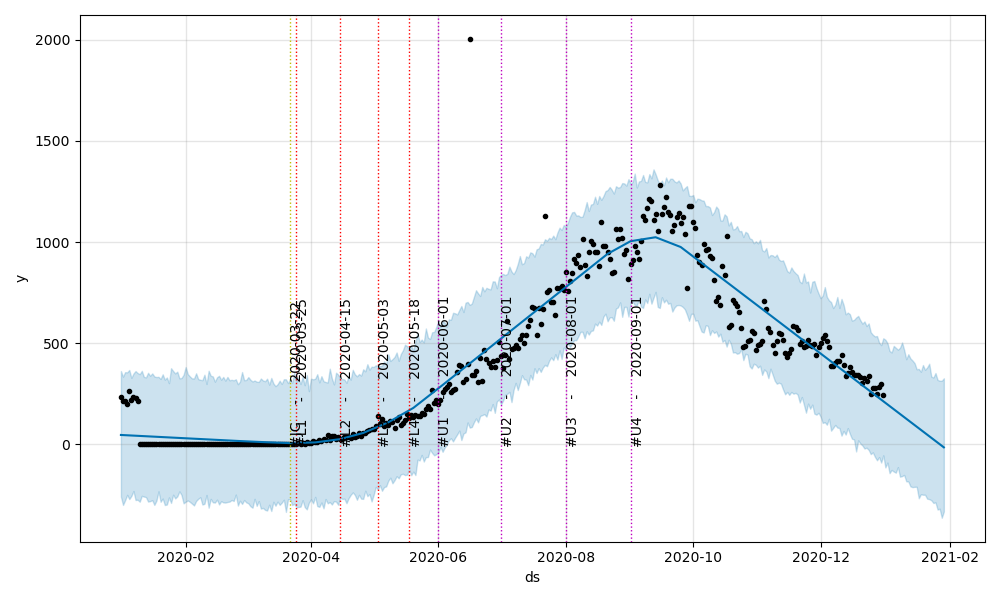 2000
1500
1000
500
0
y
#JC - 2020-03-22
#L1 - 2020-03-25
#L2 - 2020-04-15
#L3 - 2020-05-03
#L4 - 2020-05-18
#U1 - 2020-06-01
#U2 - 2020-07-01
#U3 - 2020-08-01
#U4 - 2020-09-01
2020-02
2020-04
2020-06
2020-08
2020-10
2020-12
2021-02
ds